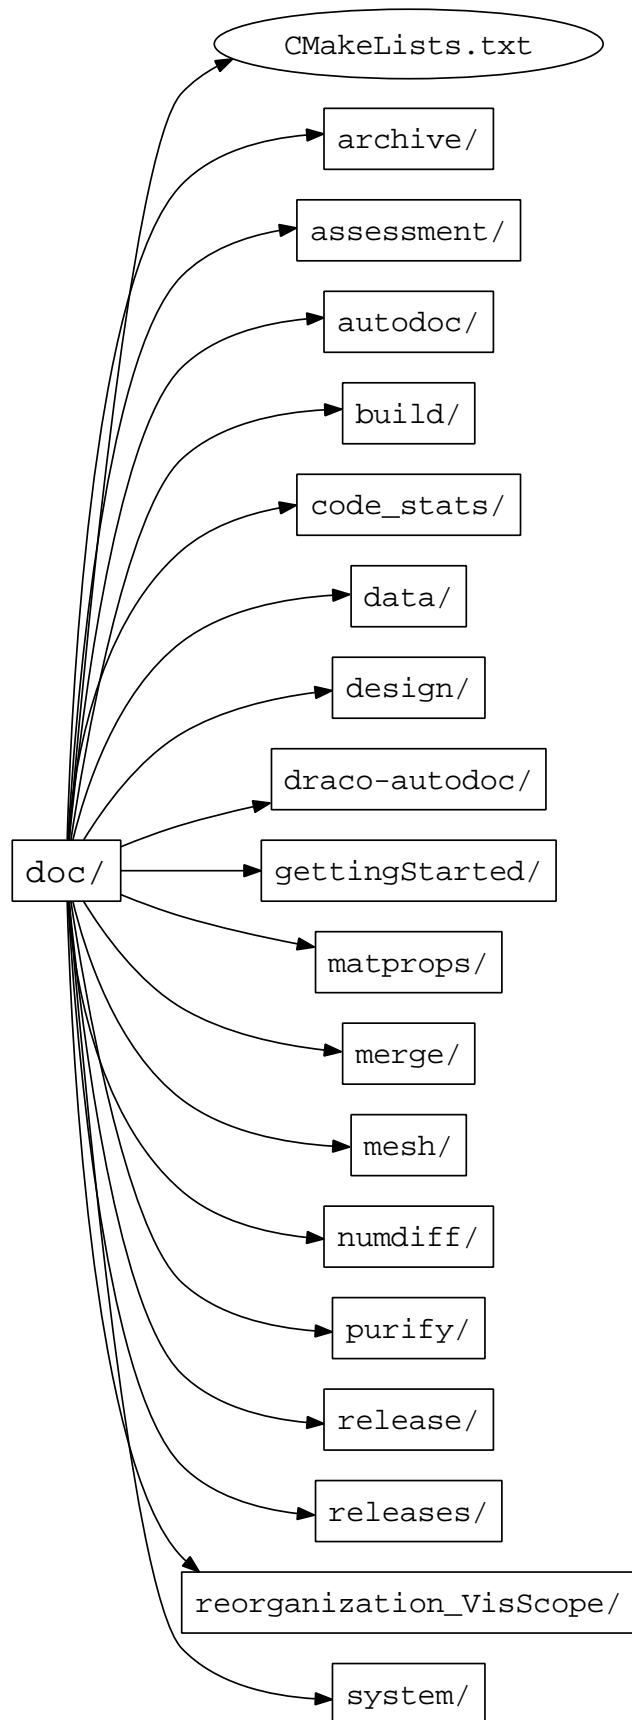 CMakeLists.txt
archive/
assessment/
autodoc/
build/
code_stats/
data/
design/
draco-autodoc/
doc/
gettingStarted/
matprops/
merge/
mesh/
numdiff/
purify/
release/
releases/
reorganization_VisScope/
system/